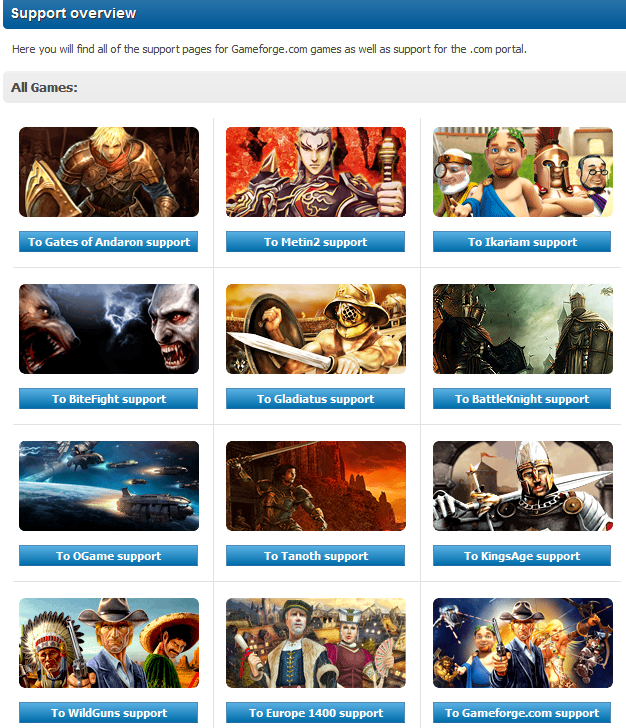 Support overview
Here you will find all of the support pages for Gameforge.com games as well as support for the .com portal.
All Games:
To Gates of Andaron support
To Metin2 support
To Ikariam support
To BiteFight support
To Gladiatus support
To BattleKnight support
To OGame support
To Tanoth support
To KingsAge support
To WildGuns support
To Europe 1400 support
To Gameforge.com support